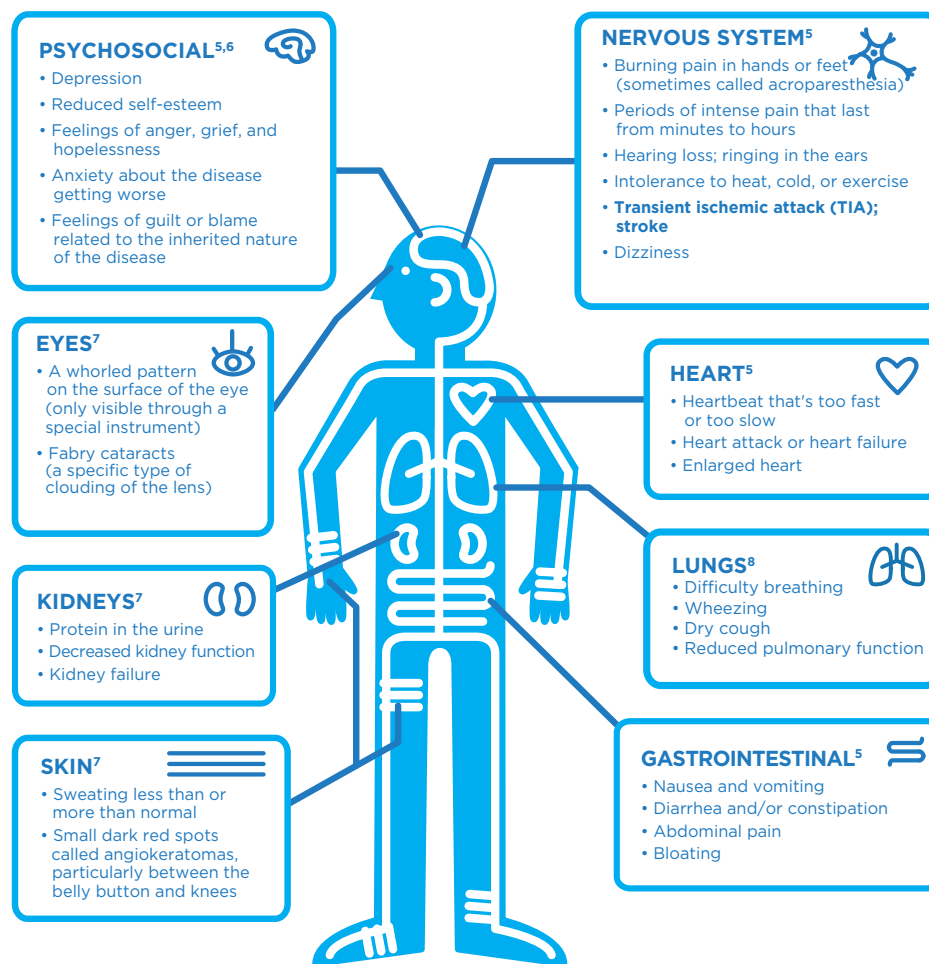 PSYCHOSOCIAL5,6
• Depression
• Reduced self-esteem
• Feelings of anger, grief, and
hopelessness
• Anxiety about the disease
getting worse
• Feelings of guilt or blame
related to the inherited nature
of the disease
NERVOUS SYSTEM5
• Burning pain in hands or feet
(sometimes called acroparesthesia)
• Periods of intense pain that last
from minutes to hours
• Hearing loss; ringing in the ears
• Intolerance to heat, cold, or exercise
• Transient ischemic attack (TIA);
stroke
• Dizziness
EYES7
• A whorled pattern
on the surface of the eye
(only visible through a
special instrument)
• Fabry cataracts
(a specific type of
clouding of the lens)
HEART5
• Heartbeat that's too fast
or too slow
• Heart attack or heart failure
• Enlarged heart
KIDNEYS7
• Protein in the urine
• Decreased kidney function
• Kidney failure
LUNGS8
• Difficulty breathing
• Wheezing
• Dry cough
• Reduced pulmonary function
SKIN7
• Sweating less than or
more than normal
• Small dark red spots
called angiokeratomas,
particularly between the
belly button and knees
GASTROINTESTINAL5
• Nausea and vomiting
• Diarrhea and/or constipation
• Abdominal pain
• Bloating